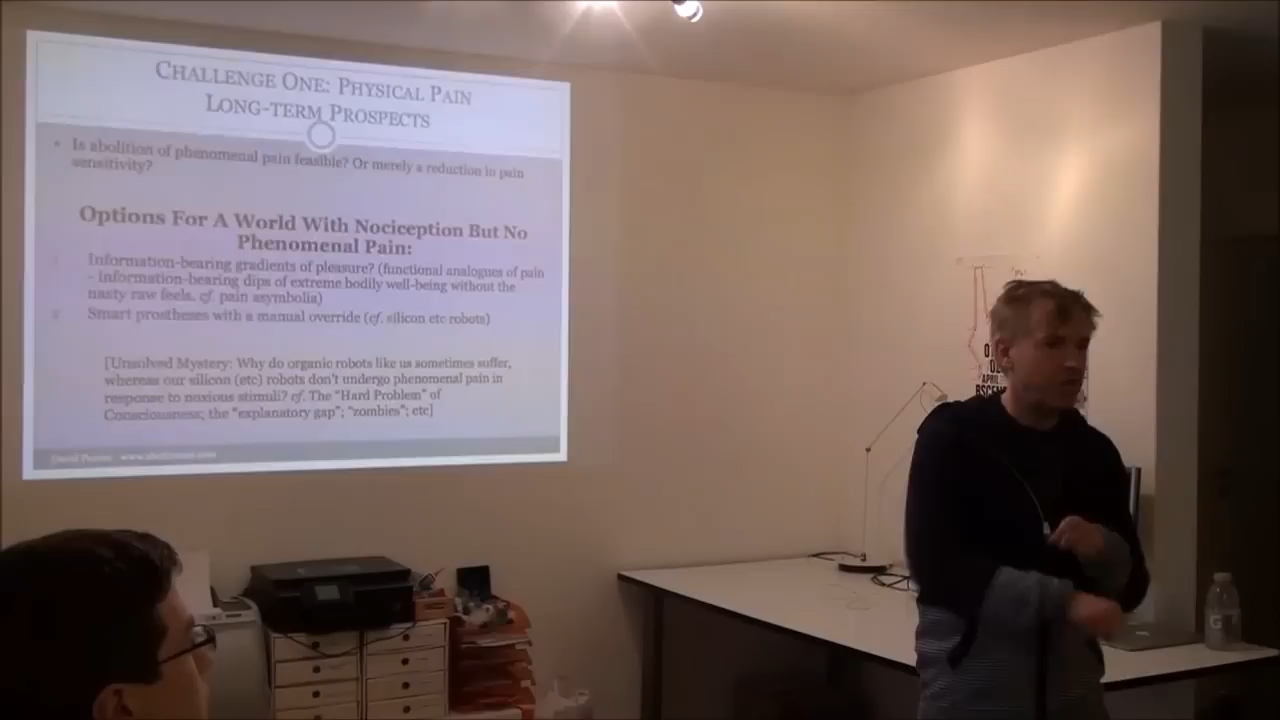 CHALLENGE ONE: PHYSICAL PAIN
LONG-TERM PROSPECTS
• Is abolition of phenomenal pain feasible? Or merely a reduction in pain
sensitivity?
Options For A World With Nociception But No
Phenomenal Pain:
Information-bearing gradients of pleasure? (functional analogues of pain
- Information-bearing dips of extreme bodily well-being without the
nasty raw feels. cf. pain asymbolia)
Smart prostheses with a manual override (cf. silicon etc robots)
[Unsolved Mystery: Why do organic robots like us sometimes suffer,
whereas our silicon (etc) robots don't undergo phenomenal pain in
response to noxious stimuli? cf. The "Hard Problem" of
Consciousness; the "explanatory gap"; "zombies"; etc]
David
APRIL
G